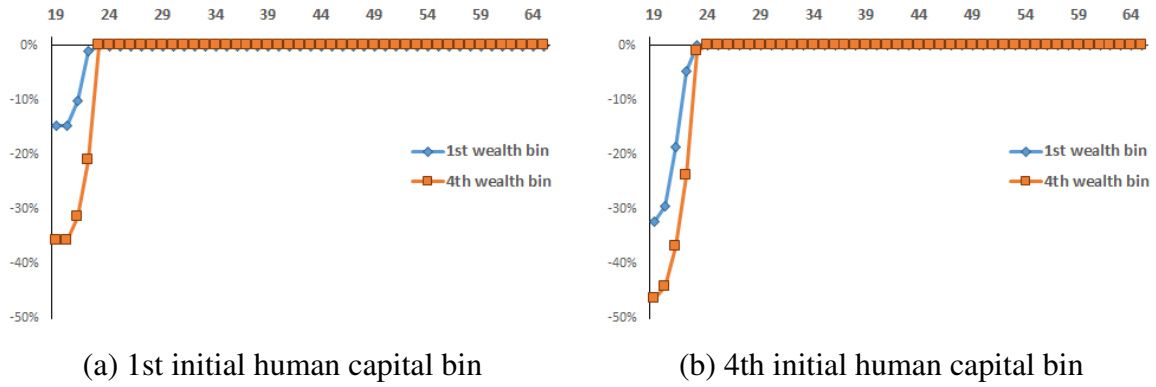 19 24 29 34 39 44 49 54 59 64
0%
-10%
-20%
-30%
-40%
-50%
1st wealth bin
4th wealth bin
(a) 1st initial human capital bin
19 24 29 34 39 44 49 54 59 64
0%
-10%
-20%
-30%
-40%
-50%
1st wealth bin
4th wealth bin
(b) 4th initial human capital bin